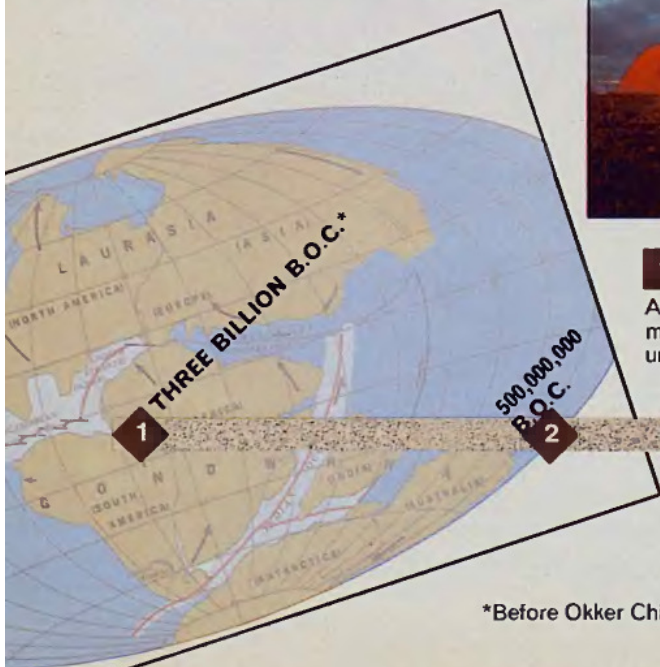 LAURASIA
(ASIA)
(NORTH AMERICA)
(EUROPE)
THREE BILLION B.O.C.*
1
500,000,000
B.O.C.
2
(SOUTH
AMERICA)
(INDIA)
(AUSTRALIA)
(ANTARCTICA)
A
m
*Before Okker Ch